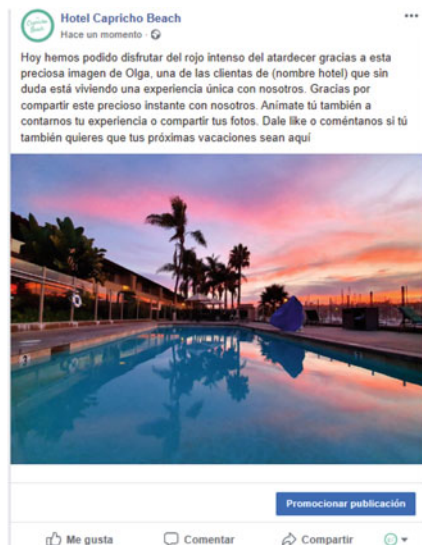 Capricho Beach
Hotel Capricho Beach
Hace un momento ·
Hoy hemos podido disfrutar del rojo intenso del atardecer gracias a esta
preciosa imagen de Olga, una de las clientas de (nombre hotel) que sin
duda está viviendo una experiencia única con nosotros. Gracias por
compartir este precioso instante con nosotros. Anímate tú también a
contarnos tu experiencia o compartir tus fotos. Dale like o coméntanos si tú
también quieres que tus próximas vacaciones sean aquí
3
Promocionar publicación
Me gusta
Comentar
Compartir